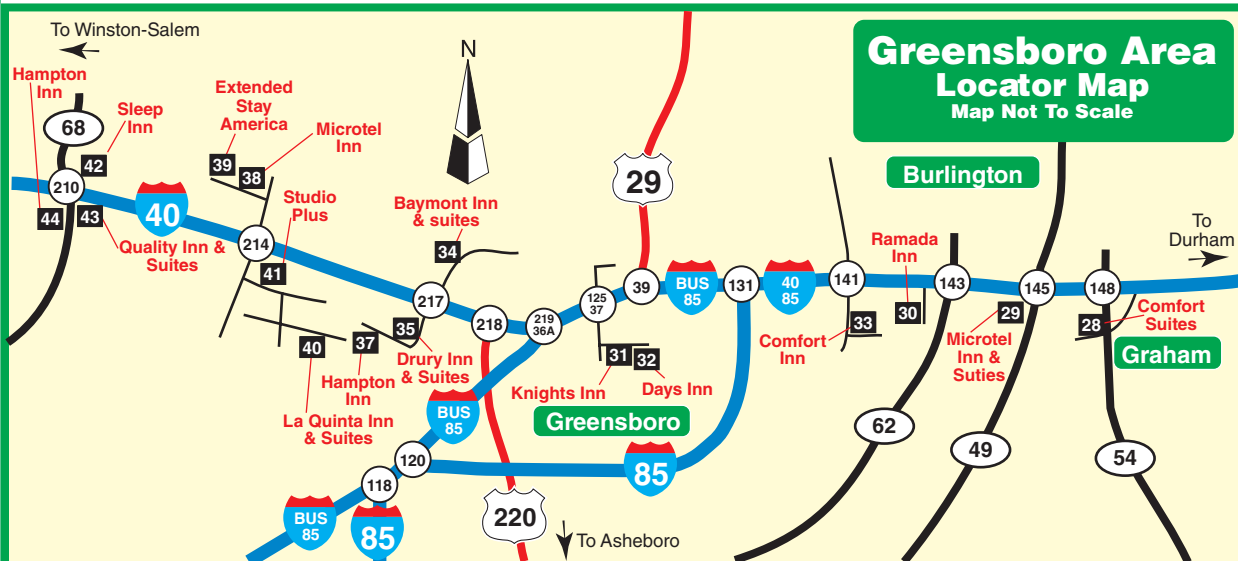 To Winston-Salem
Hampton
Inn
68
Sleep
Inn
42
210
44
43
Quality Inn &
Suites
40
Extended
Stay
America
39
38
Microtel
Inn
214
Studio
Plus
41
N
Baymont Inn
& suites
34
217
218
219
36A
125
37
39
29
BUS
85
131
40
85
141
Greensboro Area
Locator Map
Map Not To Scale
Burlington
Ramada
Inn
30
143
145
148
To
Durham
40
La Quinta Inn
& Suites
37
Hampton
Inn
35
Drury Inn
& Suites
31
32
Knights Inn
Days Inn
Greensboro
Comfort
Inn
33
Microtel
Inn &
Suties
29
28
Comfort
Suites
Graham
BUS
85
120
118
BUS
85
85
85
220
To Asheboro
62
49
54